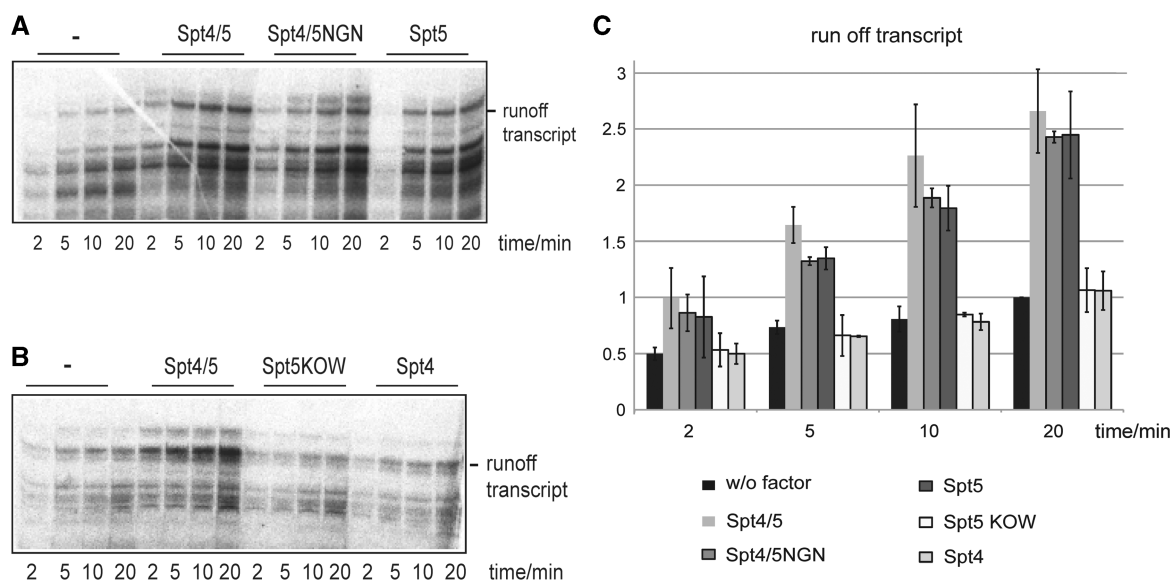 A
- Spt4/5 Spt4/5NGN Spt5
runoff
transcript
2 5 10 20 2 5 10 20 2 5 10 20 2 5 10 20 time/min
B
- Spt4/5 Spt5KOW Spt4
runoff
transcript
2 5 10 20 2 5 10 20 2 5 10 20 2 5 10 20 time/min
C
run off transcript
3
2.5
2
1.5
1
0.5
0
2 5 10 20 time/min
w/o factor
Spt4/5
Spt4/5NGN
Spt5
Spt5 KOW
Spt4